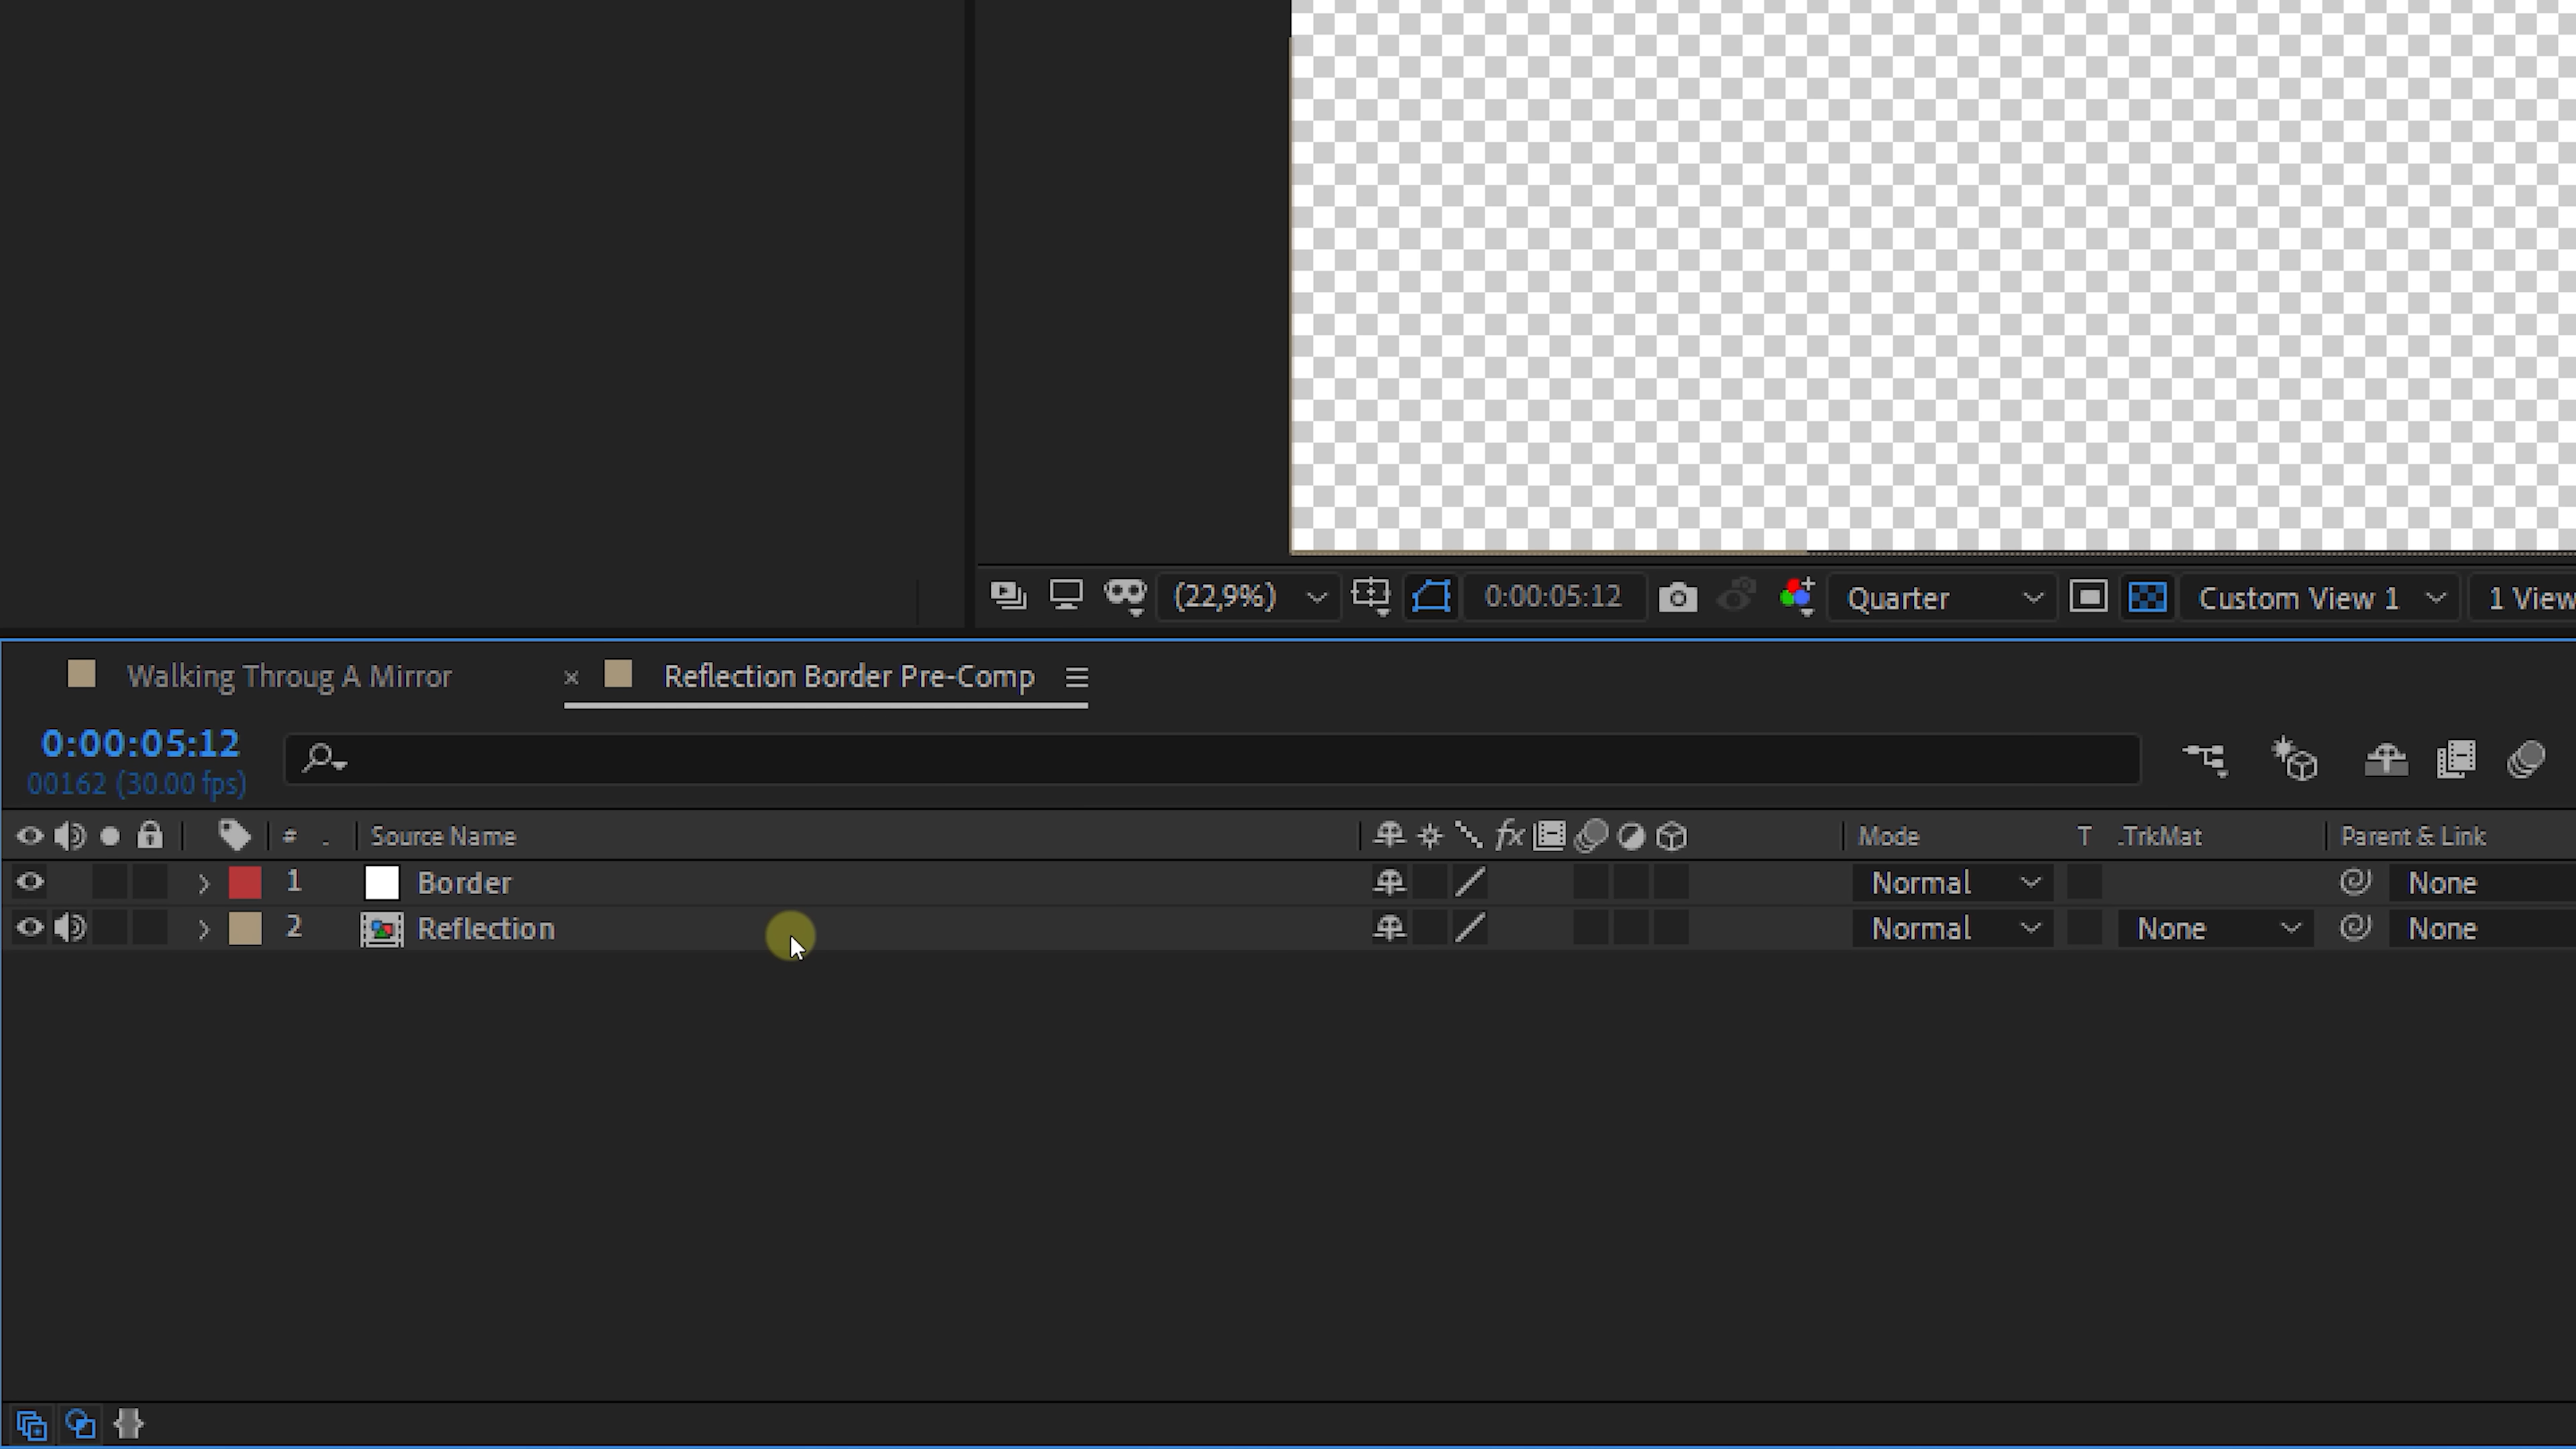 (22,9%) 0:00:05:12 Quarter Custom View 1 1 View
Walking Throug A Mirror × Reflection Border Pre-Comp
0:00:05:12
00162 (30.00 fps)
# . Source Name fx Mode T .TrkMat Parent & Link
1 Border Normal None
2 Reflection Normal None None